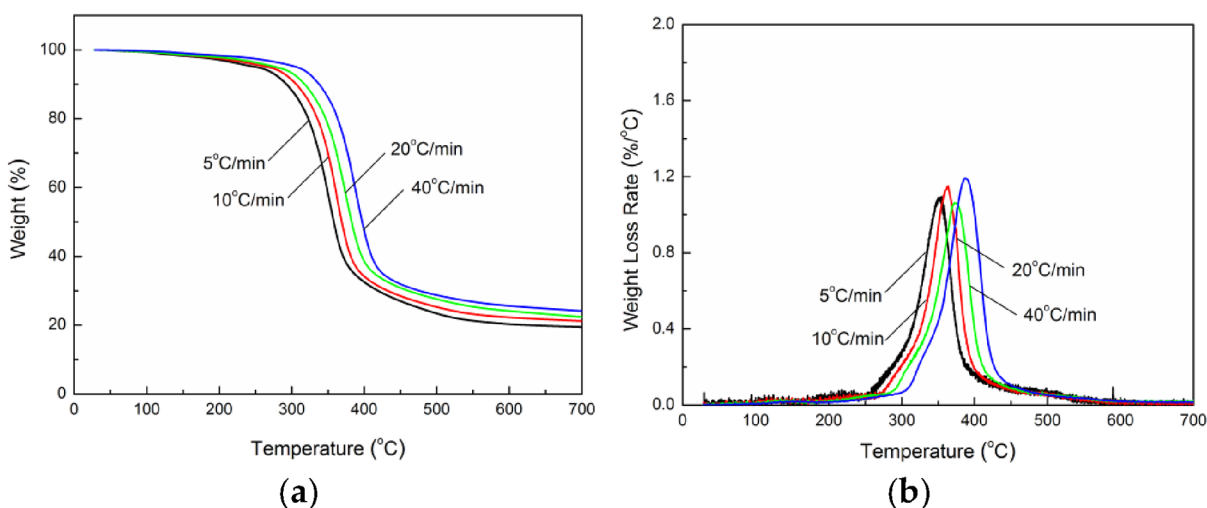 100
80
60
40
20
0
Weight (%)
5°C/min
20°C/min
10°C/min
40°C/min
0 100 200 300 400 500 600 700
Temperature (°C)
(a)
2.0
1.6
1.2
0.8
0.4
0.0
Weight Loss Rate (%/°C)
20°C/min
5°C/min
40°C/min
10°C/min
0 100 200 300 400 500 600 700
Temperature (°C)
(b)